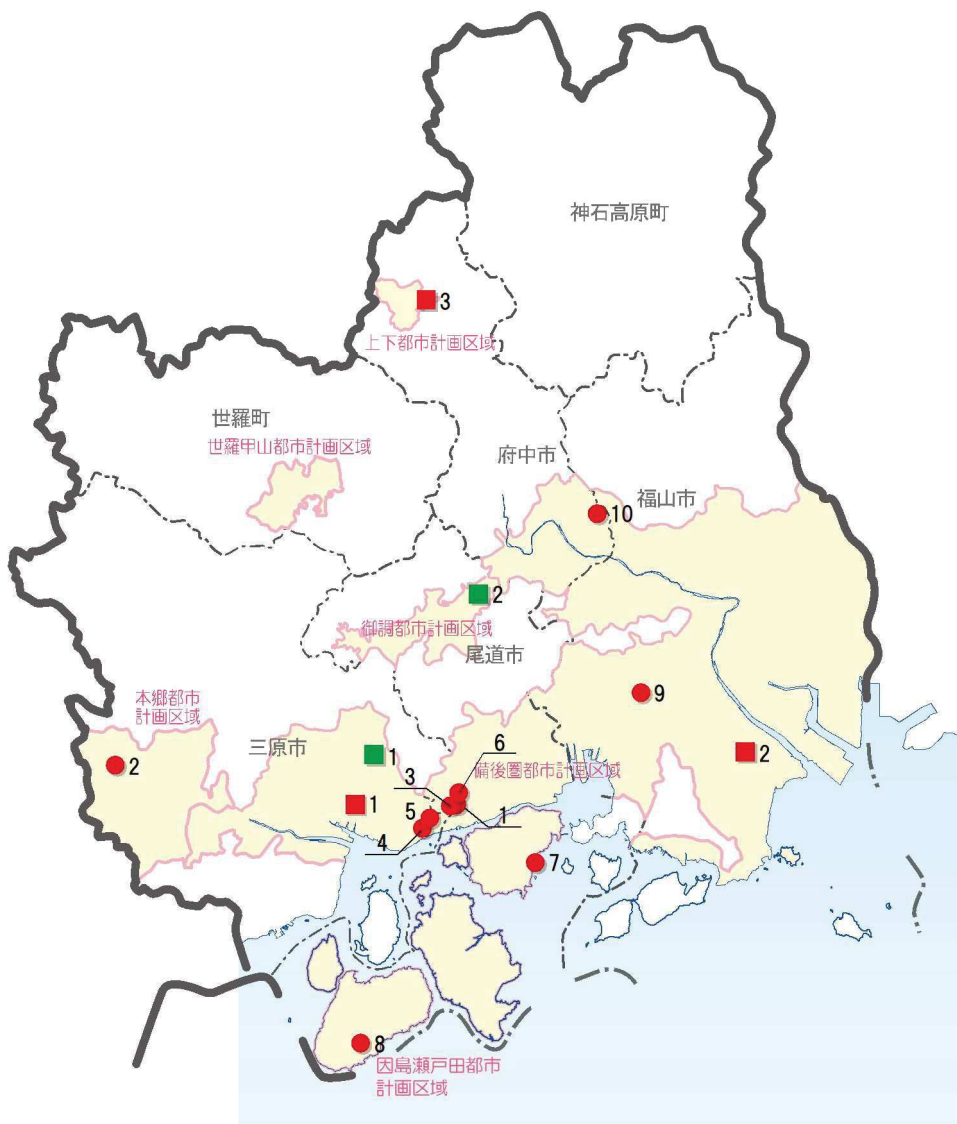 神石高原町
3
上下都市計画区域
世羅町
世羅甲山都市計画区域
府中市
福山市
10
2
御調都市計画区域
尾道市
本郷都市
計画区域
9
三原市
1
6
2
備後圏都市計画区域
2
3
1
5
1
4
7
8
因島瀬戸田都市
計画区域